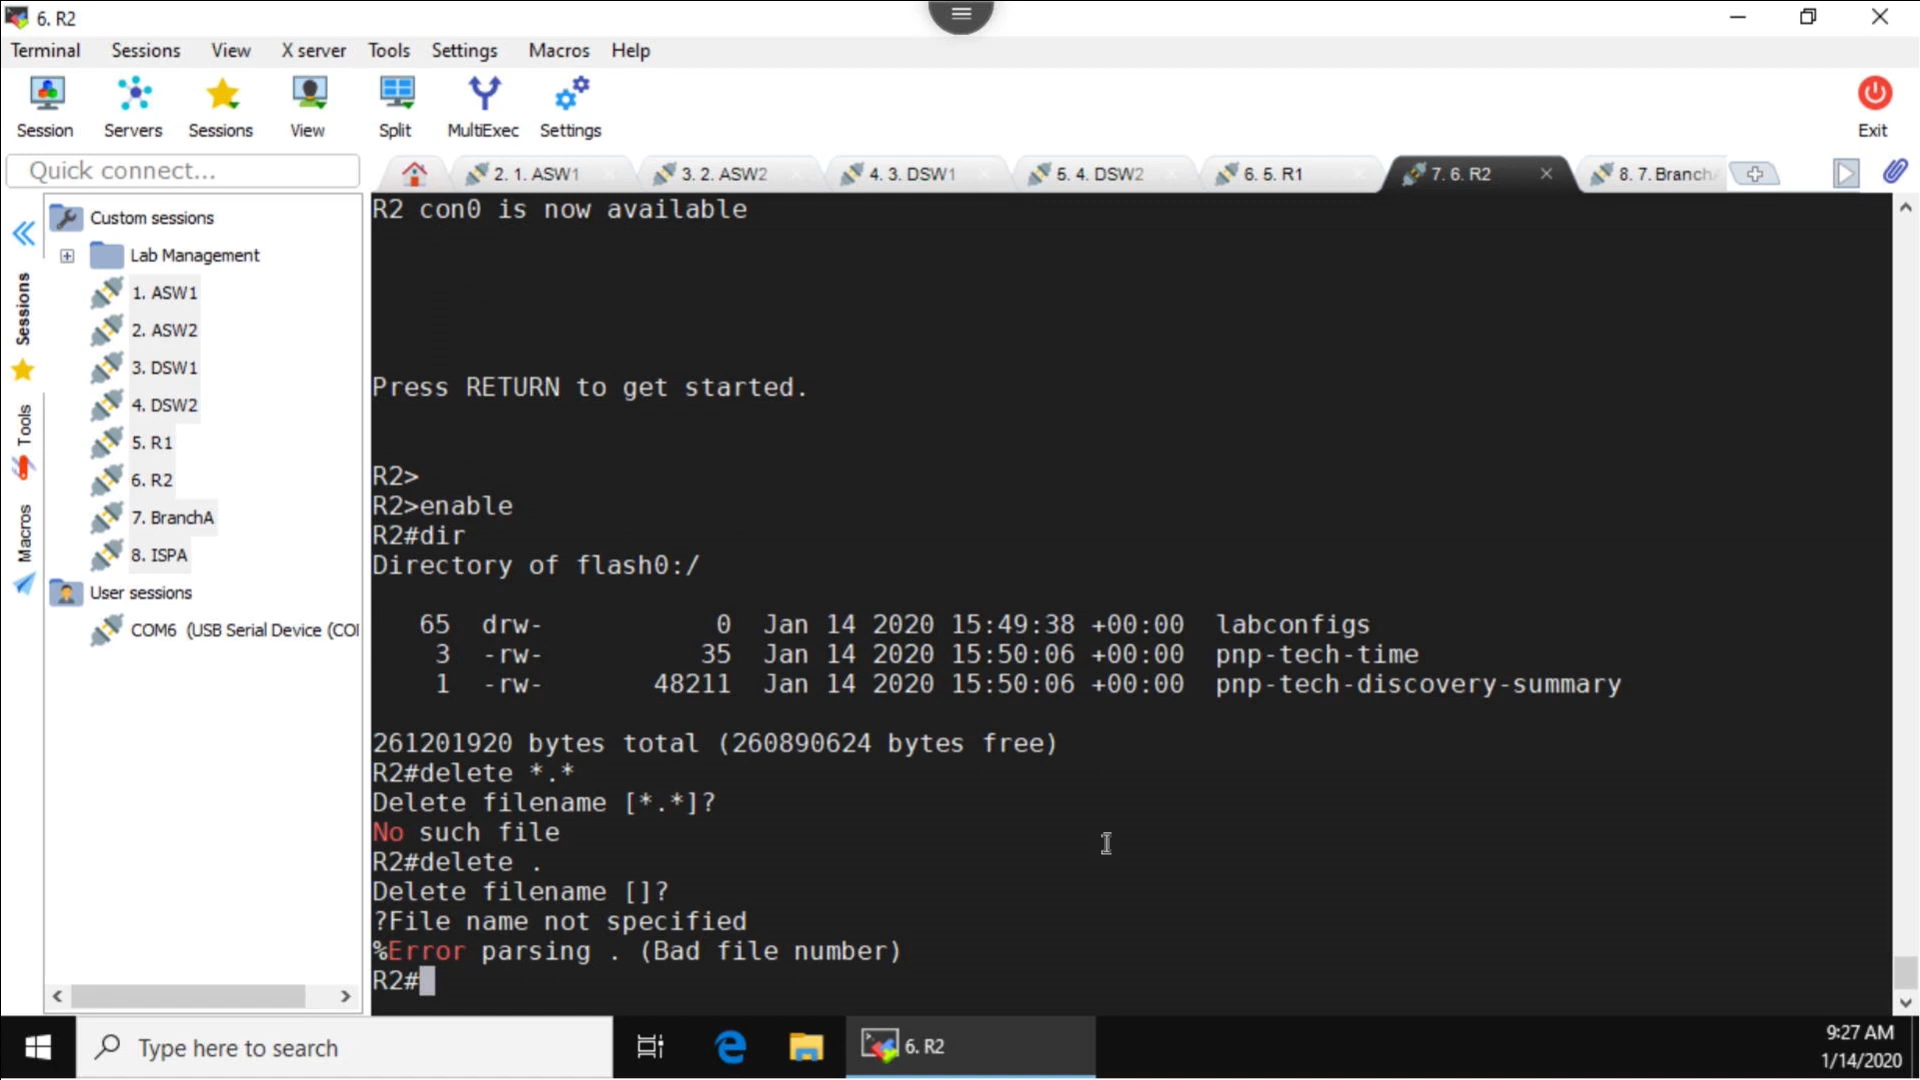 6. R2
Terminal Sessions View X server Tools Settings Macros Help
Session Servers Sessions View Split MultiExec Settings Exit
Quick connect...
2. 1. ASW1 3. 2. ASW2 4. 3. DSW1 5. 4. DSW2 6. 5. R1 7. 6. R2 8. 7. Branch
Sessions
Tools
Macros
Custom sessions
Lab Management
1. ASW1
2. ASW2
3. DSW1
4. DSW2
5. R1
6. R2
7. BranchA
8. ISPA
User sessions
COM6 (USB Serial Device (CO
R2 con0 is now available
Press RETURN to get started.
R2>
R2>enable
R2#dir
Directory of flash0:/
65 drw- 0 Jan 14 2020 15:49:38 +00:00 labconfigs
3 -rw- 35 Jan 14 2020 15:50:06 +00:00 pnp-tech-time
1 -rw- 48211 Jan 14 2020 15:50:06 +00:00 pnp-tech-discovery-summary
261201920 bytes total (260890624 bytes free)
R2#delete *.*
Delete filename [*.*]?
No such file
R2#delete .
Delete filename []?
?File name not specified
%Error parsing . (Bad file number)
R2#
Type here to search
6. R2
9:27 AM
1/14/2020